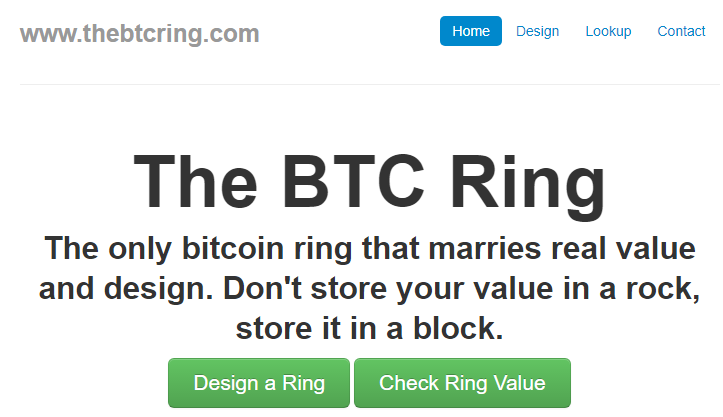 www.thebtcring.com
Home Design Lookup Contact
The BTC Ring
The only bitcoin ring that marries real value
and design. Don't store your value in a rock,
store it in a block.
Design a Ring Check Ring Value